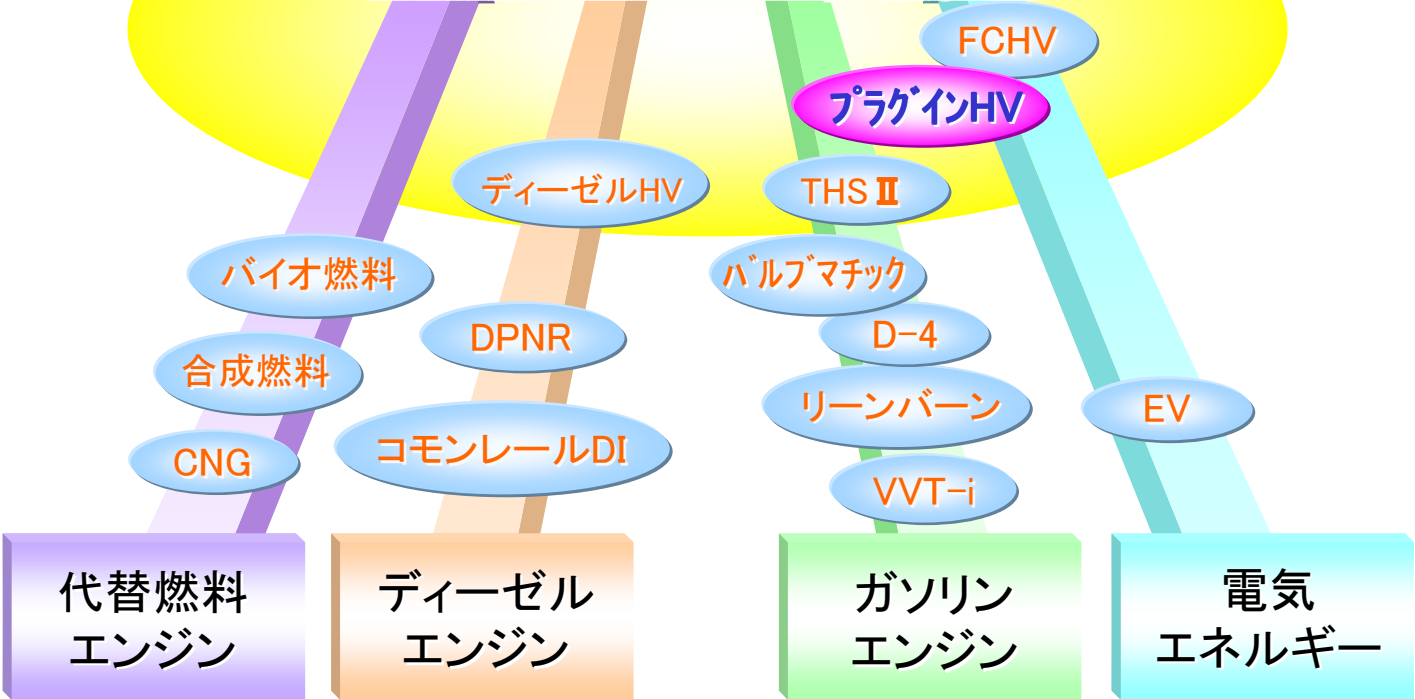 FCHV
プラグインHV
ディーゼルHV
THSⅡ
バイオ燃料
バルブマチック
DPNR
D-4
合成燃料
リーンバーン
EV
コモンレールDI
CNG
VVT-i
代替燃料
エンジン
ディーゼル
エンジン
ガソリン
エンジン
電気
エネルギー